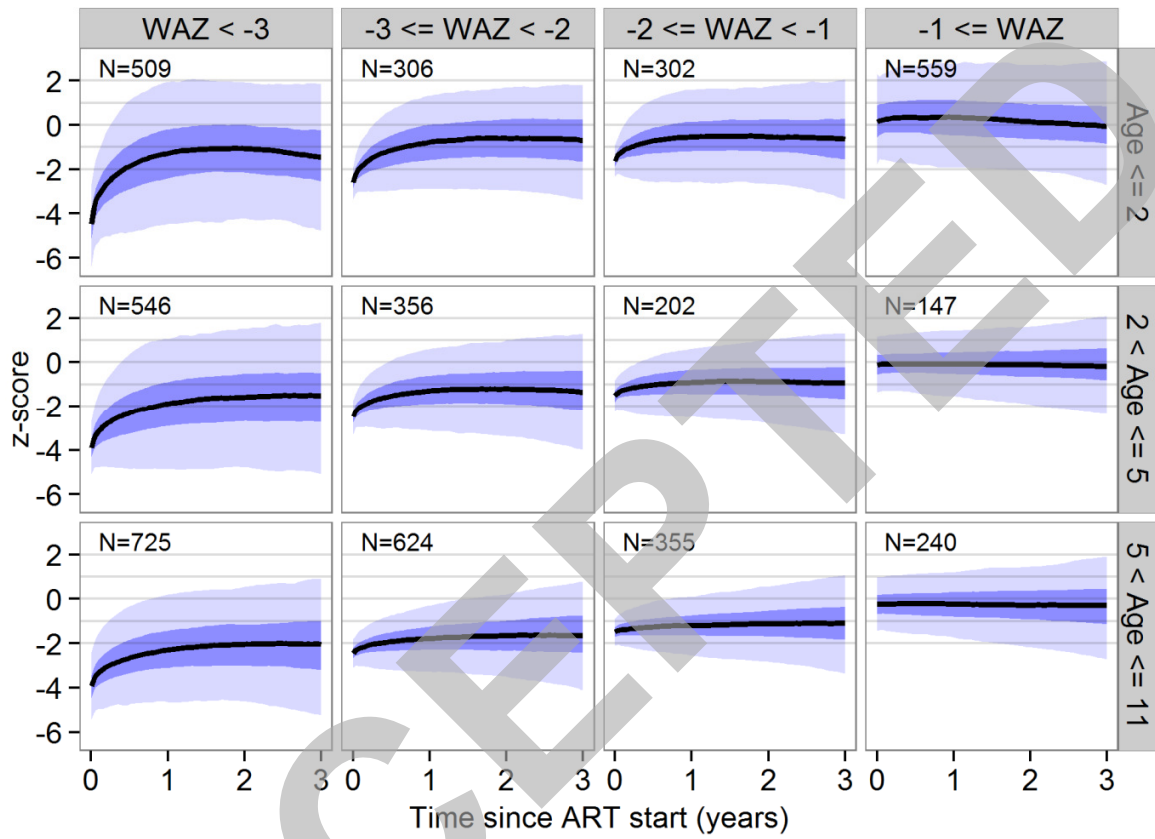 WAZ < -3
-3 <= WAZ < -2
-2 <= WAZ < -1
-1 <= WAZ
N=509
N=306
N=302
N=559
Age <= 2
2
0
-2
-4
-6
N=546
N=356
N=202
N=147
2 < Age <= 5
2
0
-2
-4
-6
z-score
N=725
N=624
N=355
N=240
5 < Age <= 11
2
0
-2
-4
-6
0 1 2 3
0 1 2 3
0 1 2 3
0 1 2 3
Time since ART start (years)
CEPTED